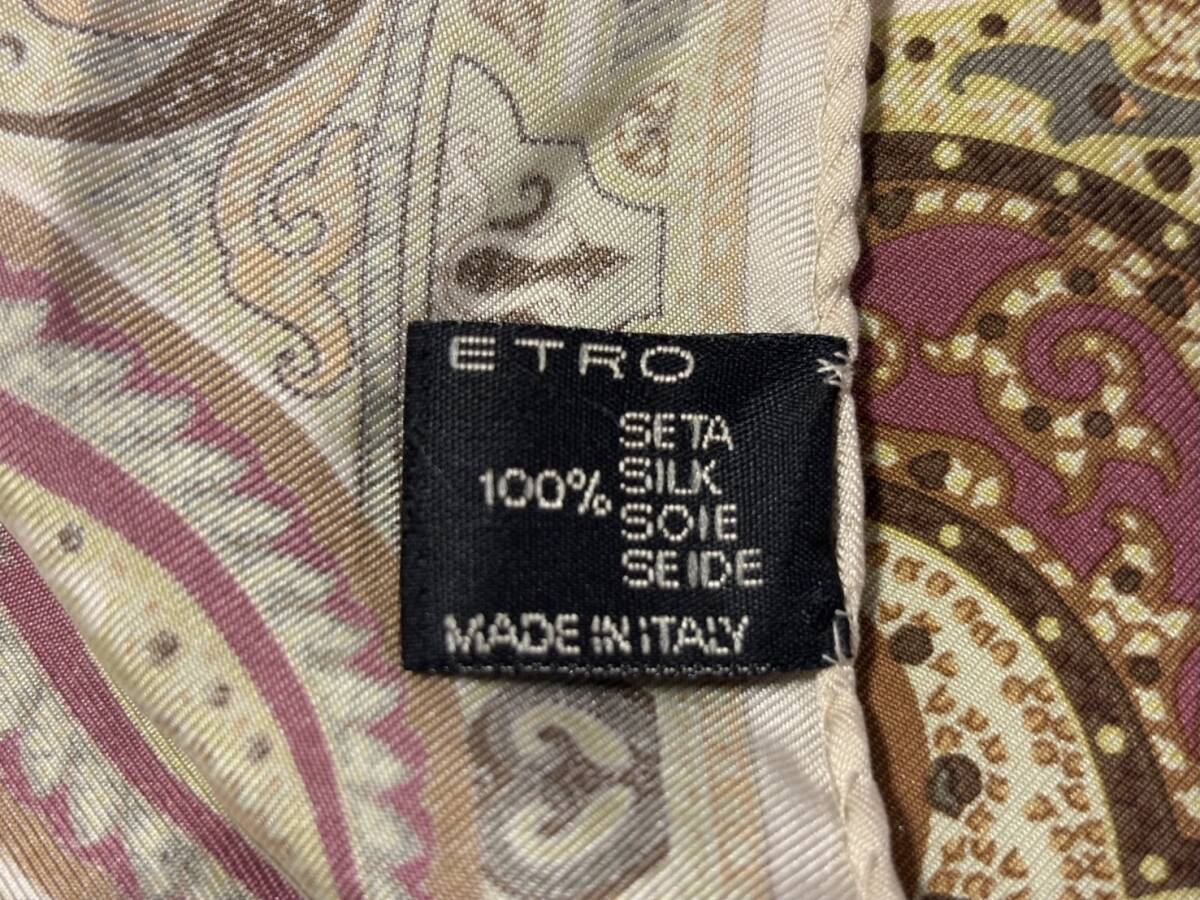 ETRO
100%
SETA
SILK
SOIE
SEIDE
MADE IN ITALY